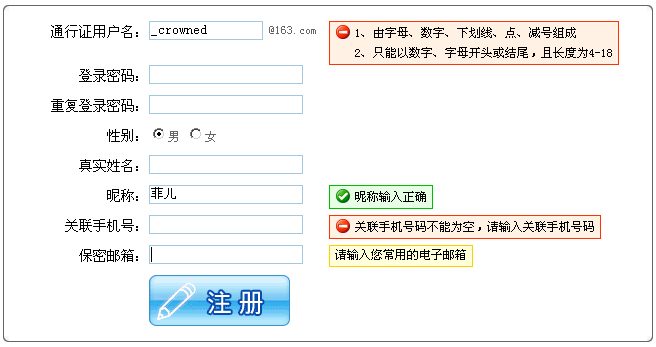 通行证用户名： _crowned @163.com 1、由字母、数字、下划线、点、减号组成
2、只能以数字、字母开头或结尾，且长度为4-18
登录密码：
重复登录密码：
性别： 男 女
真实姓名：
昵称： 菲儿 昵称输入正确
关联手机号： 关联手机号码不能为空，请输入关联手机号码
保密邮箱： 请输入您常用的电子邮箱
注册